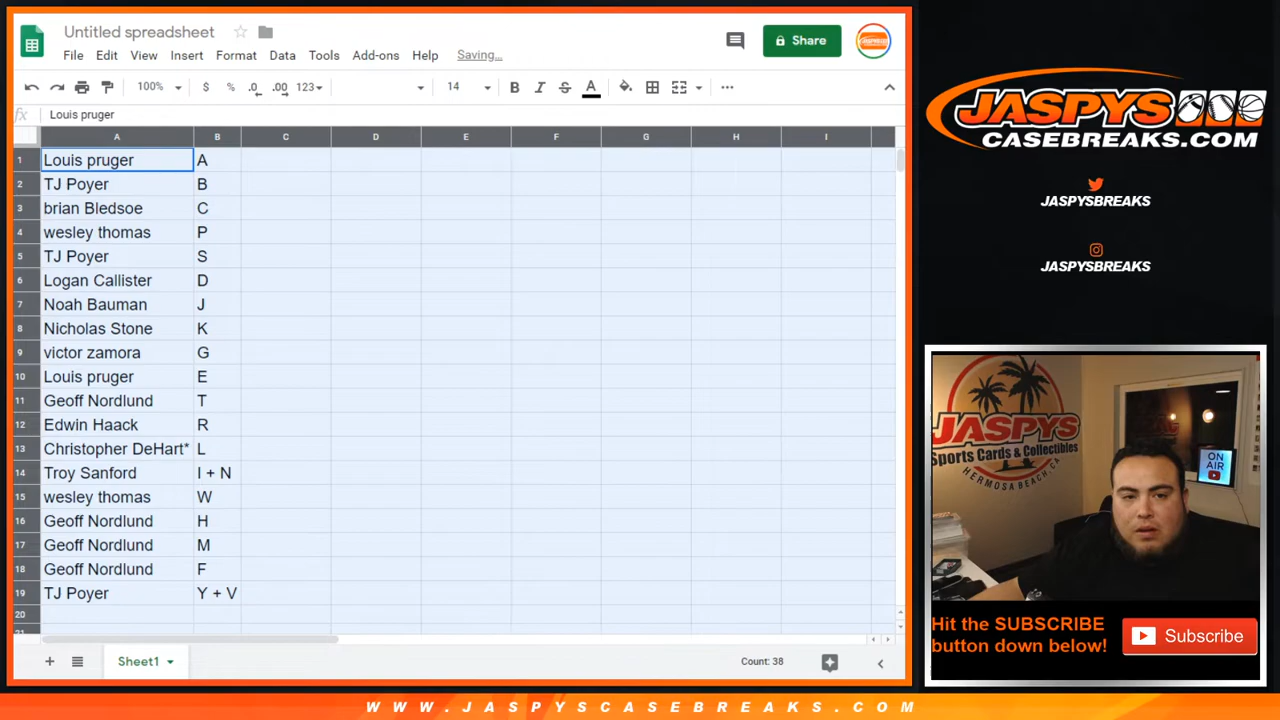 Untitled spreadsheet
File Edit View Insert Format Data Tools Add-ons Help Saving...
Share
100% $ % .0 .00 123 14 B I S A
fx Louis pruger
A B C D E F G H I
1 Louis pruger A
2 TJ Poyer B
3 brian Bledsoe C
4 wesley thomas P
5 TJ Poyer S
6 Logan Callister D
7 Noah Bauman J
8 Nicholas Stone K
9 victor zamora G
10 Louis pruger E
11 Geoff Nordlund T
12 Edwin Haack R
13 Christopher DeHart* L
14 Troy Sanford I + N
15 wesley thomas W
16 Geoff Nordlund H
17 Geoff Nordlund M
18 Geoff Nordlund F
19 TJ Poyer Y + V
20
21
Sheet1 Count: 38
JASPYS
CASEBREAKS.COM
JASPYSBREAKS
JASPYSBREAKS
JASPYS
Sports Cards & Collectibles
HERMOSA BEACH, CA
ON
AIR
Hit the SUBSCRIBE
button down below!
Subscribe
WWW.JASPYSCASEBREAKS.COM